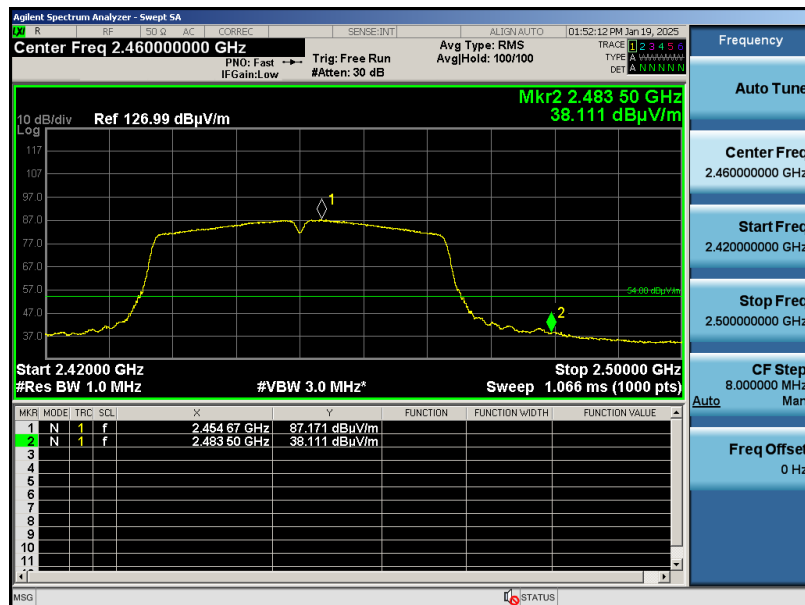 Agilent Spectrum Analyzer - Swept SA
LXI R RF 50 Ω AC CORREC SENSE:INT ALIGN AUTO 01:52:12 PM Jan 19, 2025
Center Freq 2.460000000 GHz
PNO: Fast
IFGain:Low
Trig: Free Run
#Atten: 30 dB
Avg Type: RMS
Avg|Hold: 100/100
TRACE 1 2 3 4 5 6
TYPE A WWWWW
DET A N N N N N
Mkr2 2.483 50 GHz
38.111 dBµV/m
10 dB/div Ref 126.99 dBµV/m
Log
117
107
97.0
87.0
77.0
67.0
57.0
47.0
37.0
1
54.00 dBµV/m
2
Start 2.42000 GHz Stop 2.50000 GHz
#Res BW 1.0 MHz #VBW 3.0 MHz* Sweep 1.066 ms (1000 pts)
MKR MODE TRC SCL X Y FUNCTION FUNCTION WIDTH FUNCTION VALUE
1 N 1 f 2.454 67 GHz 87.171 dBµV/m
2 N 1 f 2.483 50 GHz 38.111 dBµV/m
3
4
5
6
7
8
9
10
11
MSG STATUS
Frequency
Auto Tune
Center Freq
2.460000000 GHz
Start Freq
2.420000000 GHz
Stop Freq
2.500000000 GHz
CF Step
8.000000 MHz
Auto Man
Freq Offset
0 Hz